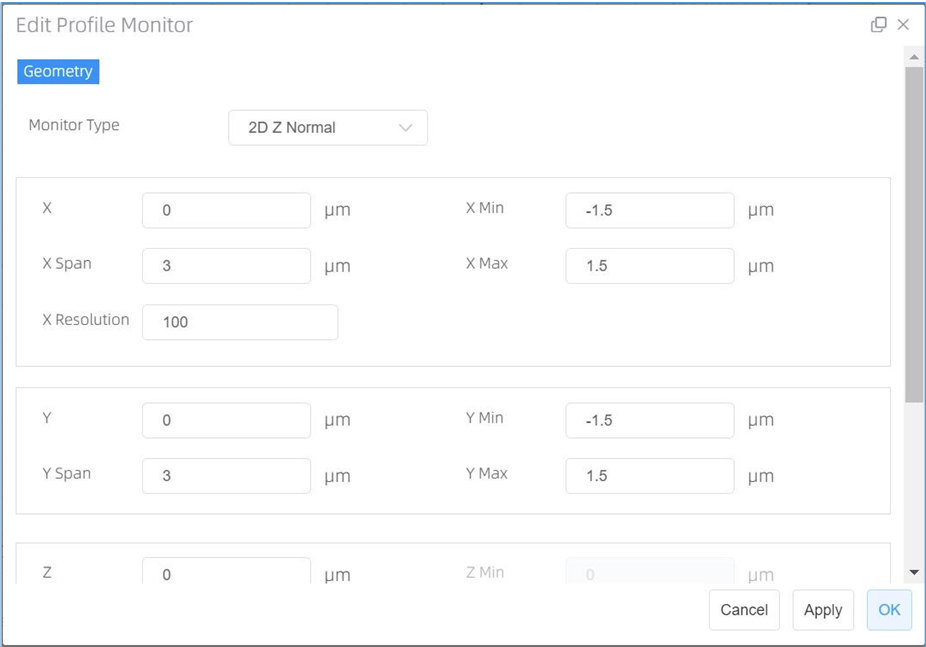 Edit Profile Monitor
Geometry
Monitor Type 2D Z Normal
X 0 μm X Min -1.5 μm
X Span 3 μm X Max 1.5 μm
X Resolution 100
Y 0 μm Y Min -1.5 μm
Y Span 3 μm Y Max 1.5 μm
Z 0 μm Z Min 0 μm
Cancel Apply OK